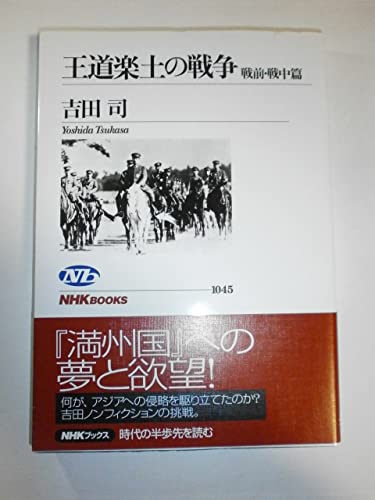 王道楽土の戦争 戦前・戦中篇
吉田 司
Yoshida Tsukasa
Nb
NHKBOOKS
1045
『満州国』への
夢と欲望!
何が、アジアへの侵略を駆り立てたのか?
吉田ノンフィクションの挑戦。
NHKブックス 時代の半歩先を読む